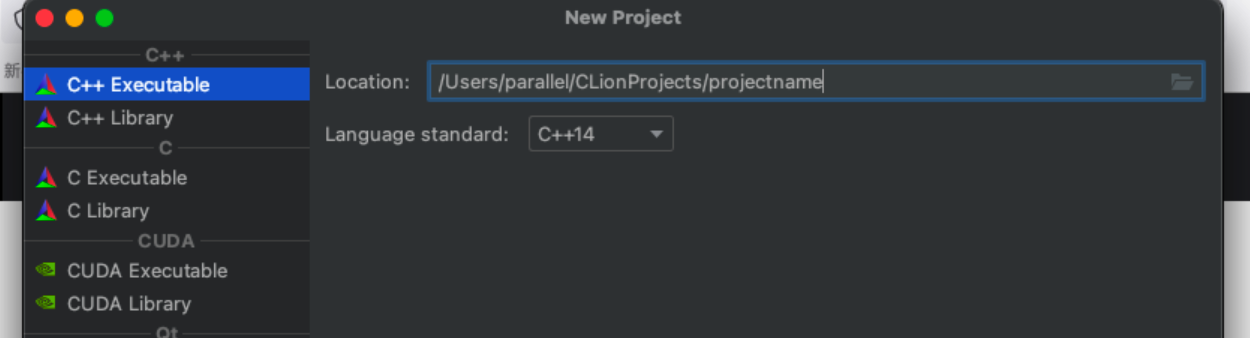 New Project
新
C++
C++ Executable
C++ Library
C
C Executable
C Library
CUDA
CUDA Executable
CUDA Library
Qt
Location: /Users/parallel/CLionProjects/projectname
Language standard: C++14